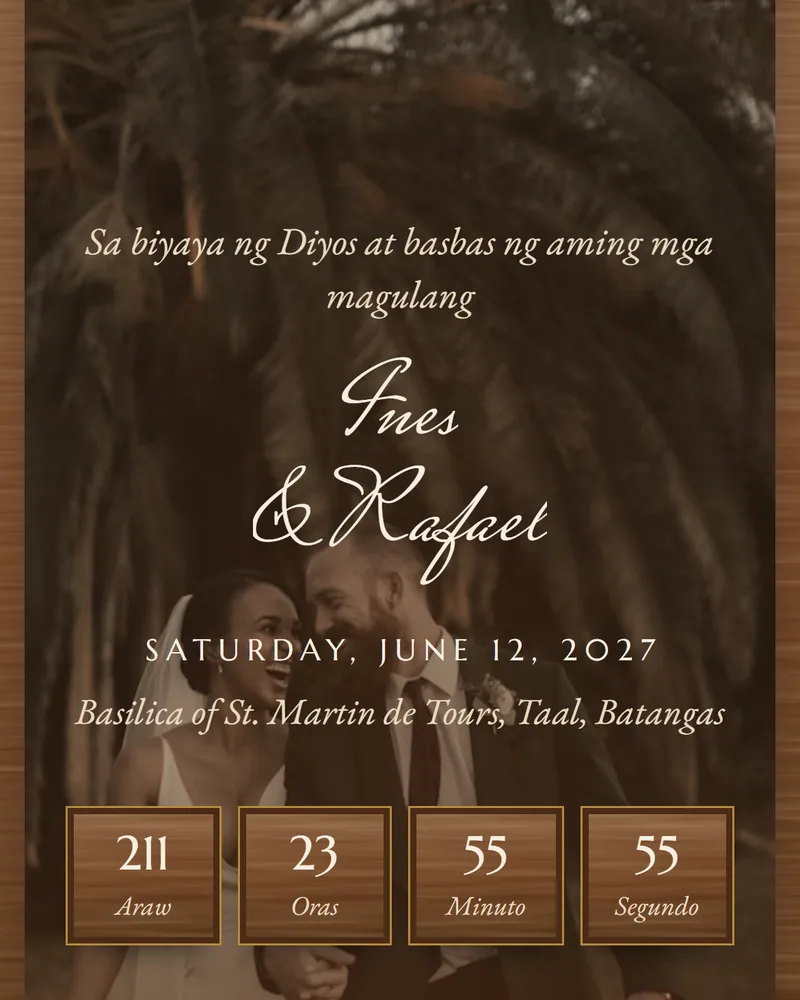 Sa biyaya ng Diyos at basbas ng aming mga
magulang
Ines
& Rafael
SATURDAY, JUNE 12, 2027
Basilica of St. Martin de Tours, Taal, Batangas
211 23 55 55
Araw Oras Minuto Segundo